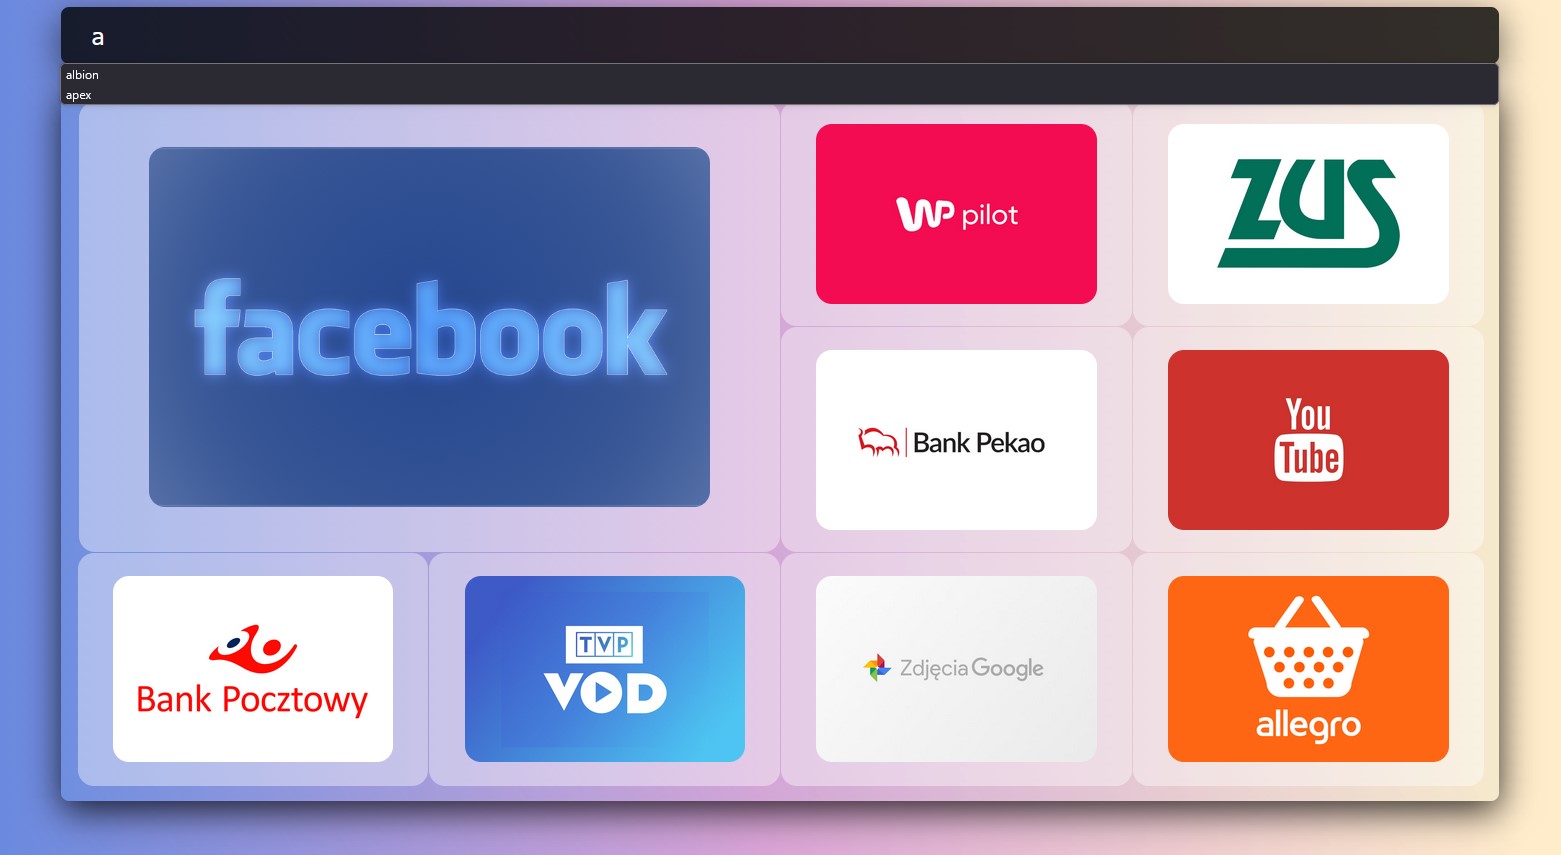 a
albion
apex
facebook
WP pilot
ZUS
Bank Pekao
You
Tube
Bank Pocztowy
TVP
VOD
Zdjęcia Google
allegro